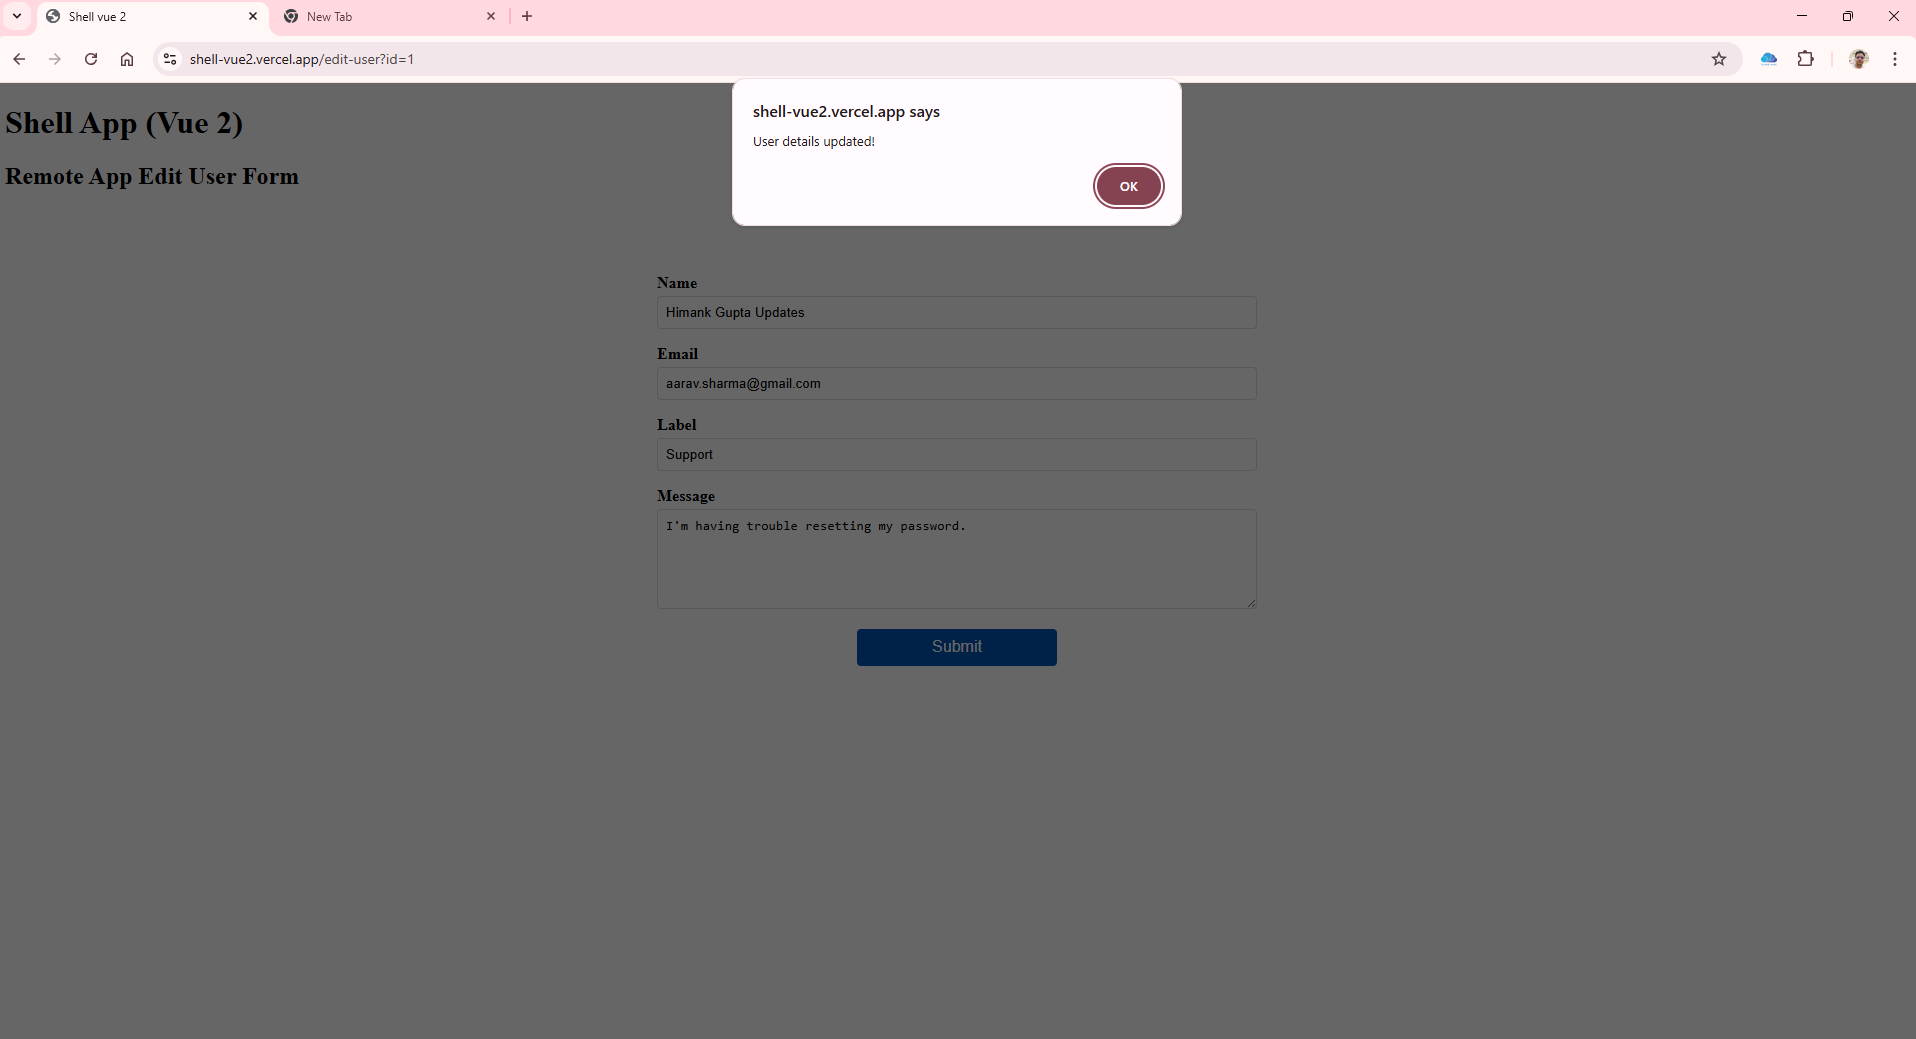 Shell vue 2
New Tab
shell-vue2.vercel.app/edit-user?id=1
shell-vue2.vercel.app says
User details updated!
OK
Shell App (Vue 2)
Remote App Edit User Form
Name
Himank Gupta Updates
Email
aarav.sharma@gmail.com
Label
Support
Message
I'm having trouble resetting my password.
Submit